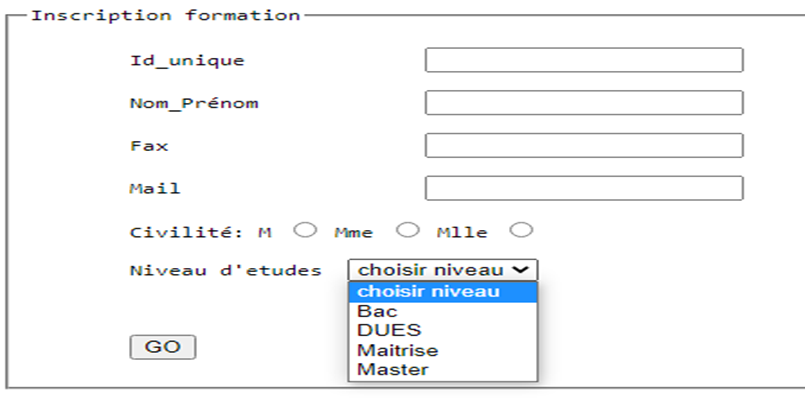 Inscription formation
Id_unique
Nom_Prénom
Fax
Mail
Civilité: M Mme Mlle
Niveau d'etudes choisir niveau
choisir niveau
Bac
DUES
Maitrise
Master
GO